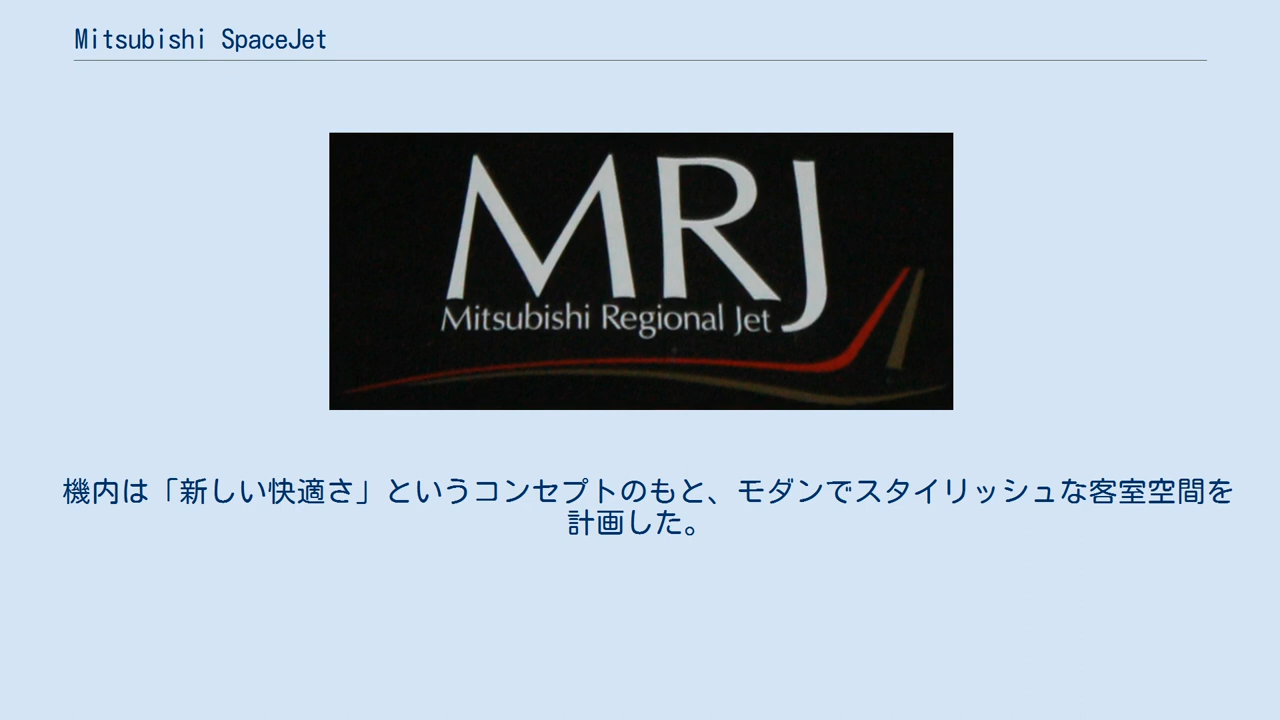 Mitsubishi SpaceJet
MRJ
Mitsubishi Regional Jet
機内は「新しい快適さ」というコンセプトのもと、モダンでスタイリッシュな客室空間を
計画した。